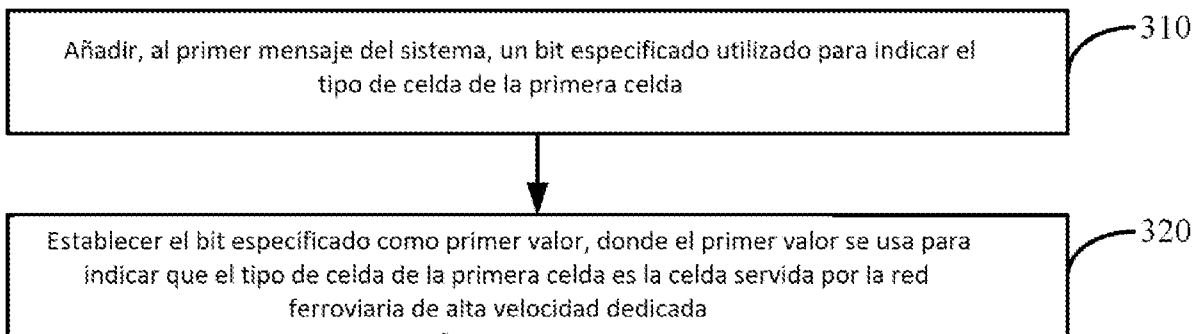 Añadir, al primer mensaje del sistema, un bit especificado utilizado para indicar el
tipo de celda de la primera celda
310
Establecer el bit especificado como primer valor, donde el primer valor se usa para
indicar que el tipo de celda de la primera celda es la celda servida por la red
ferroviaria de alta velocidad dedicada
320